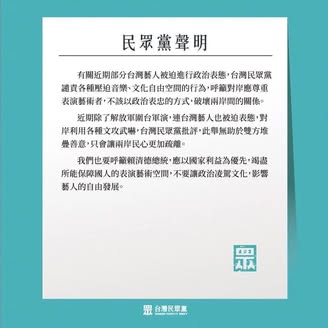 民眾黨聲明
有關近期部分台灣藝人被迫進行政治表態，台灣民眾黨
譴責各種壓迫音樂、文化自由空間的行為，呼籲對岸應尊重
表演藝術者，不該以政治表忠的方式，破壞兩岸間的關係。
近期除了解放軍圍台軍演，連台灣藝人也被迫表態，對
岸利用各種文攻武嚇，台灣民眾黨批評，此舉無助於雙方堆
疊善意，只會讓兩岸民心更加疏離。
我們也要呼籲賴清德總統，應以國家利益為優先，竭盡
所能保障國人的表演藝術空間，不要讓政治凌駕文化，影響
藝人的自由發展。
眾 台灣民眾黨